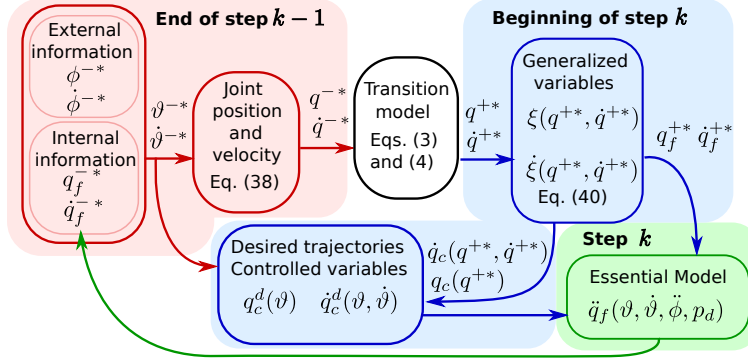 End of step k − 1
Beginning of step k
External
information
ϕ^{−*}
ϕ̇^{−*}
Internal
information
q_f^{−*}
q̇_f^{−*}
ϑ^{−*}
ϑ̇^{−*}
Joint
position
and
velocity
Eq. (38)
q^{−*}
q̇^{−*}
Transition
model
Eqs. (3)
and (4)
q^{+*}
q̇^{+*}
Generalized
variables
ξ(q^{+*}, q̇^{+*})
ξ̇(q^{+*}, q̇^{+*})
Eq. (40)
q_f^{+*} q̇_f^{+*}
Desired trajectories
Controlled variables
q_c^d(ϑ) q̇_c^d(ϑ, ϑ̇)
q̇_c(q^{+*}, q̇^{+*})
q_c(q^{+*})
Step k
Essential Model
q̈_f(ϑ, ϑ̇, ϕ̈, p_d)